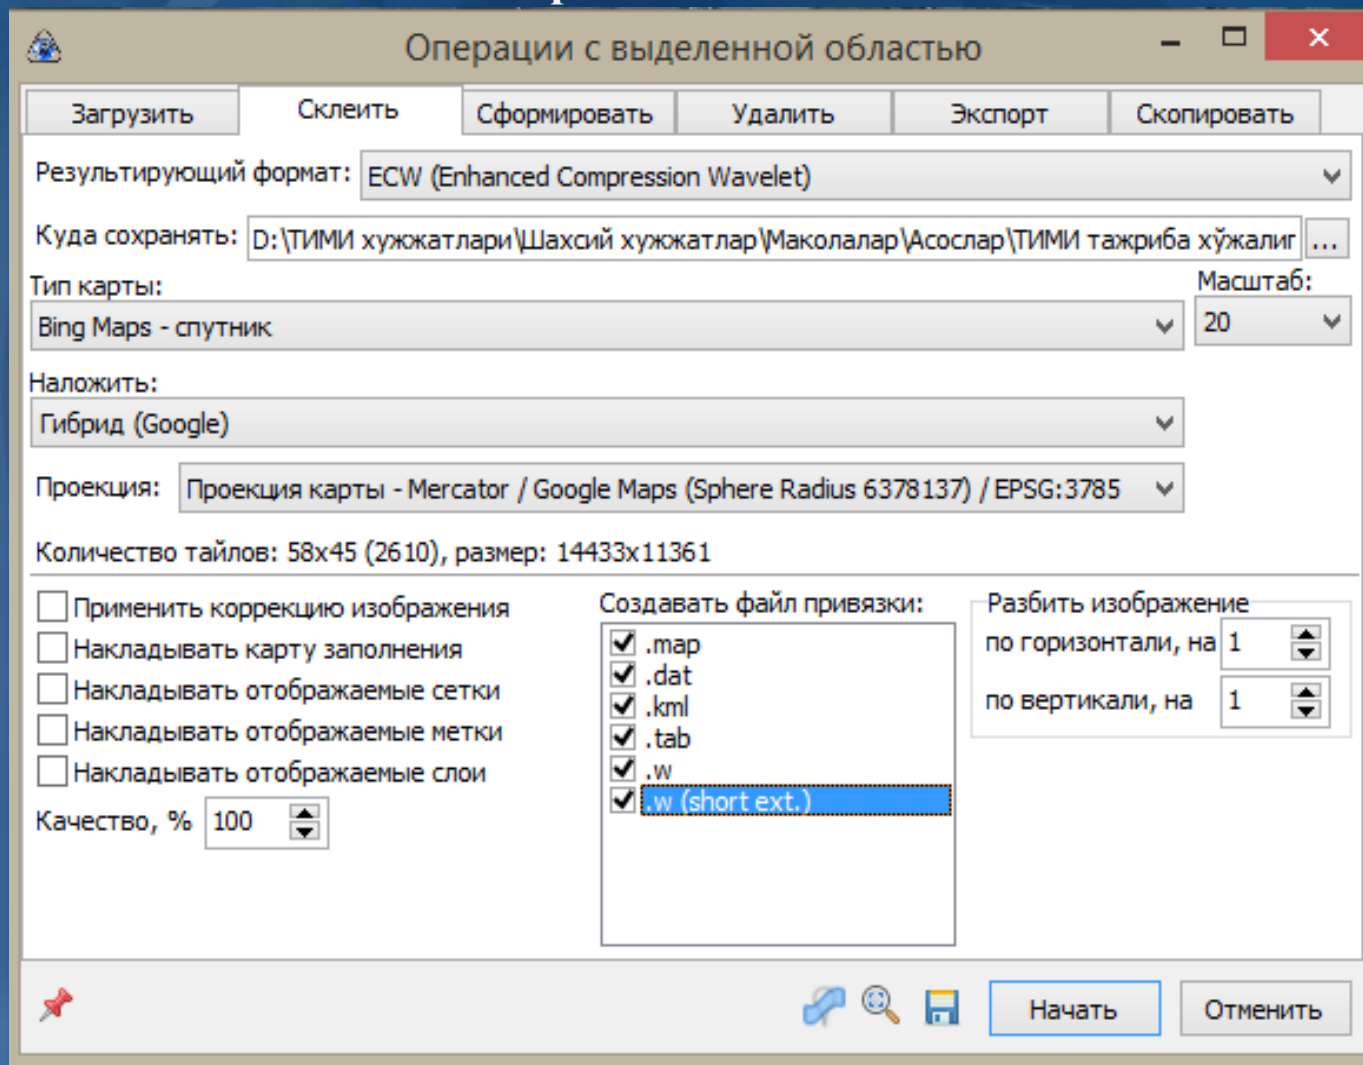 Операции с выделенной областью
Загрузить Склеить Сформировать Удалить Экспорт Скопировать
Результирующий формат: ECW (Enhanced Compression Wavelet)
Куда сохранять: D:\ТИМИ хужжатлари\Шахсий хужжатлар\Маколалар\Асослар\ТИМИ тажриба хўжалиг ...
Тип карты: Масштаб:
Bing Maps - спутник 20
Наложить:
Гибрид (Google)
Проекция: Проекция карты - Mercator / Google Maps (Sphere Radius 6378137) / EPSG:3785
Количество тайлов: 58x45 (2610), размер: 14433x11361
Применить коррекцию изображения
Накладывать карту заполнения
Накладывать отображаемые сетки
Накладывать отображаемые метки
Накладывать отображаемые слои
Качество, % 100
Создавать файл привязки:
.map
.dat
.kml
.tab
.w
.w (short ext.)
Разбить изображение
по горизонтали, на 1
по вертикали, на 1
Начать Отменить